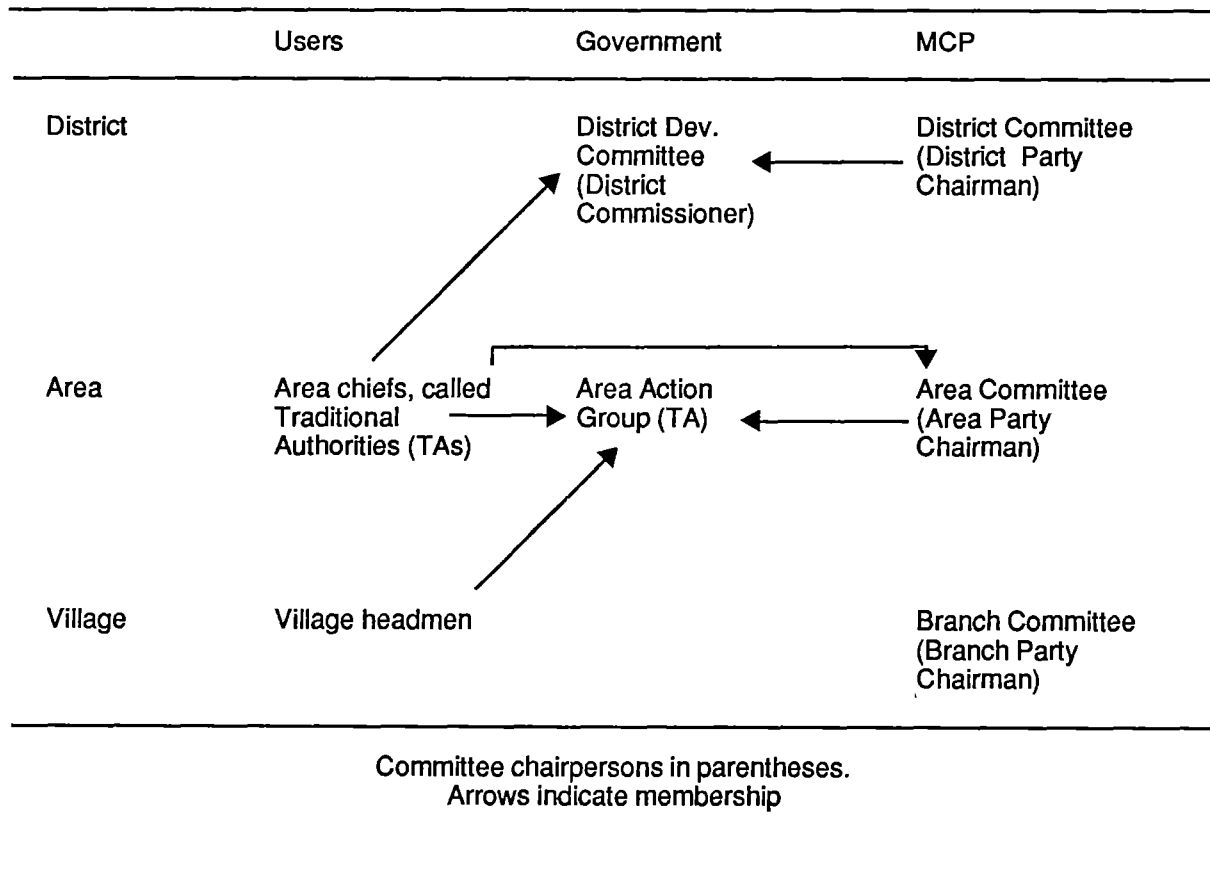 Users Government MCP
District
District Dev.
Committee
(District
Commissioner)
District Committee
(District Party
Chairman)
Area
Area chiefs, called
Traditional
Authorities (TAs)
Area Action
Group (TA)
Area Committee
(Area Party
Chairman)
Village
Village headmen
Branch Committee
(Branch Party
Chairman)
Committee chairpersons in parentheses.
Arrows indicate membership